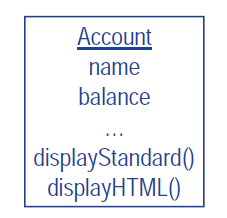 Account
name
balance
...
displayStandard()
displayHTML()